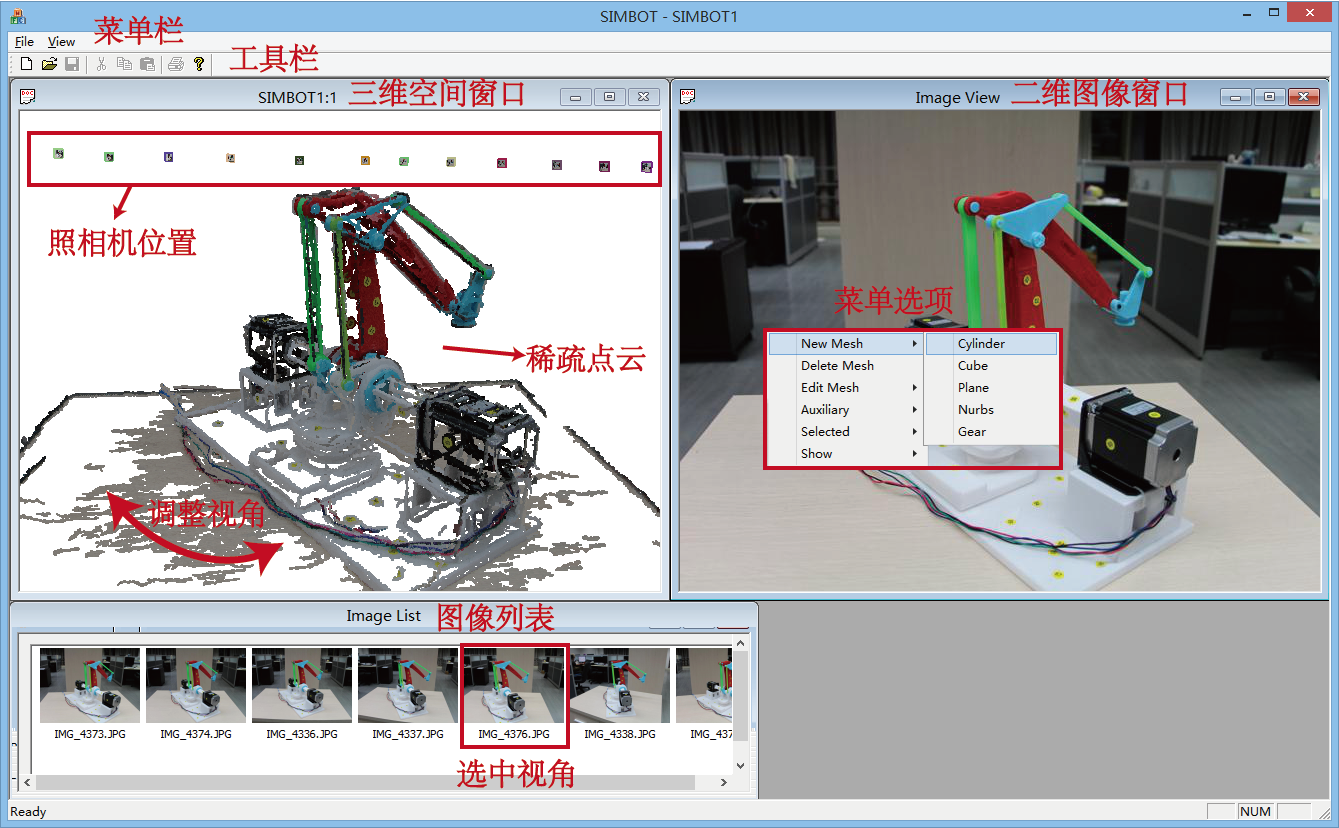 SIMBOT - SIMBOT1
File View 菜单栏
工具栏
SIMBOT1:1 三维空间窗口
Image View 二维图像窗口
照相机位置
稀疏点云
调整视角
菜单选项
New Mesh
Delete Mesh
Edit Mesh
Auxiliary
Selected
Show
Cylinder
Cube
Plane
Nurbs
Gear
Image List 图像列表
IMG_4373.JPG
IMG_4374.JPG
IMG_4336.JPG
IMG_4337.JPG
IMG_4376.JPG
IMG_4338.JPG
IMG_437
选中视角
Ready
NUM